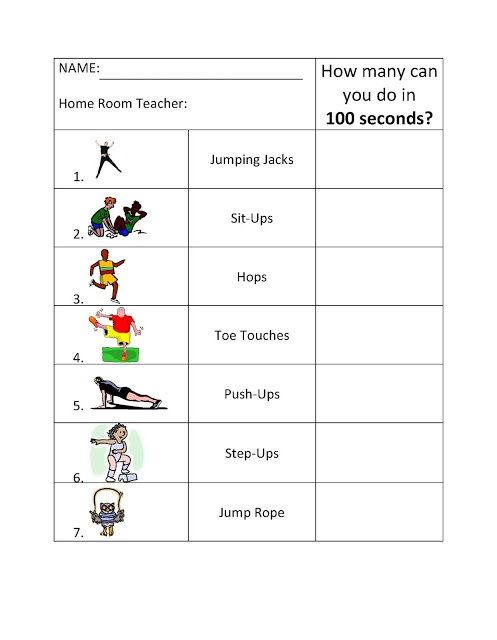 NAME:
Home Room Teacher:
How many can
you do in
100 seconds?
1.
Jumping Jacks
2.
Sit-Ups
3.
Hops
4.
Toe Touches
5.
Push-Ups
6.
Step-Ups
7.
Jump Rope